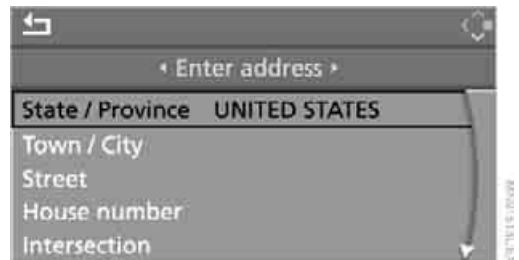 Enter address
State / Province UNITED STATES
Town / City
Street
House number
Intersection